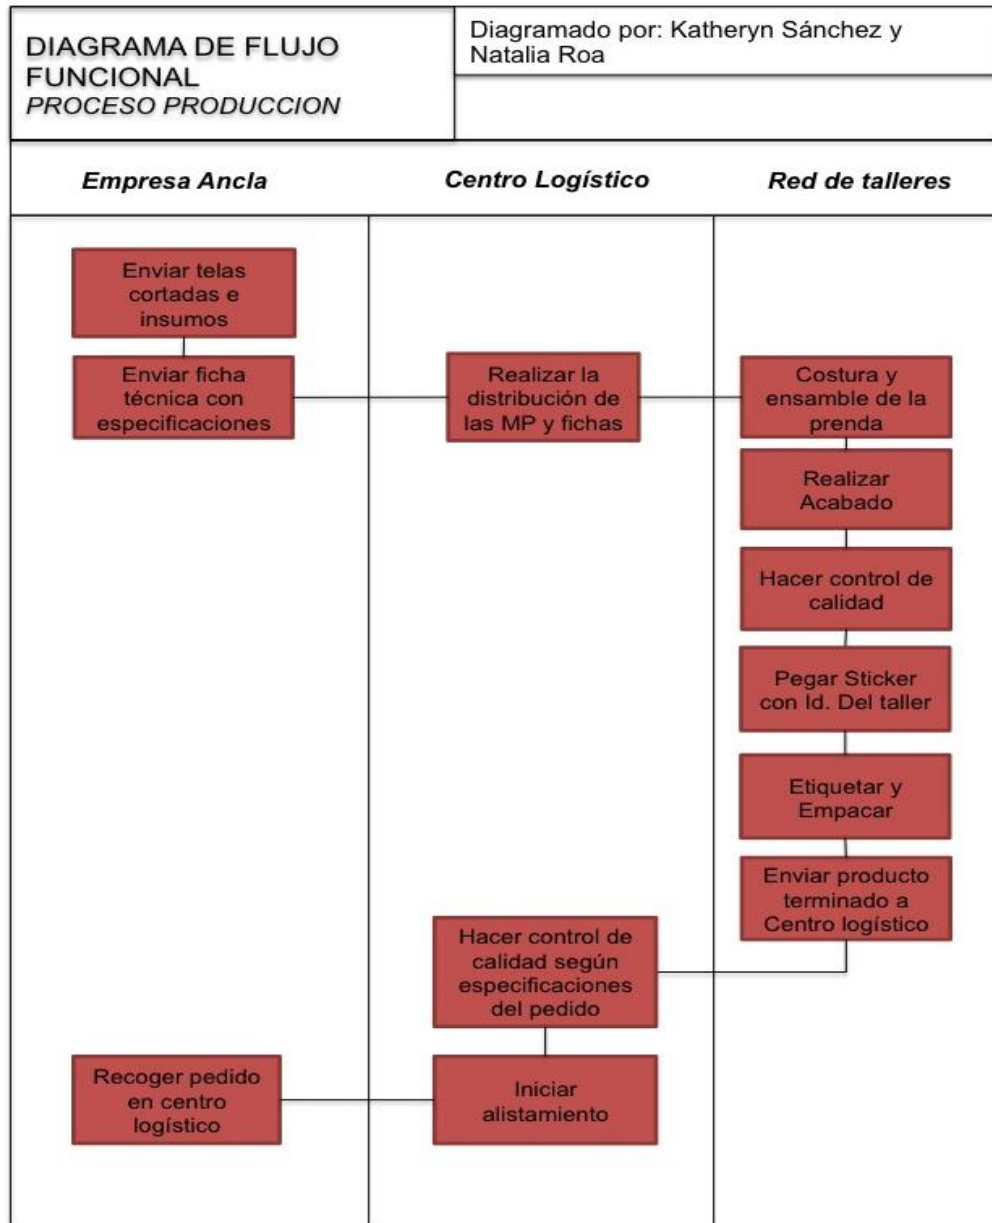 DIAGRAMA DE FLUJO
FUNCIONAL
PROCESO PRODUCCION
Diagramado por: Katheryn Sánchez y
Natalia Roa
Empresa Ancla
Centro Logístico
Red de talleres
Enviar telas
cortadas e
insumos
Enviar ficha
técnica con
especificaciones
Realizar la
distribución de
las MP y fichas
Costura y
ensamble de la
prenda
Realizar
Acabado
Hacer control de
calidad
Pegar Sticker
con Id. Del taller
Etiquetar y
Empacar
Enviar producto
terminado a
Centro logístico
Hacer control de
calidad según
especificaciones
del pedido
Iniciar
alistamiento
Recoger pedido
en centro
logístico